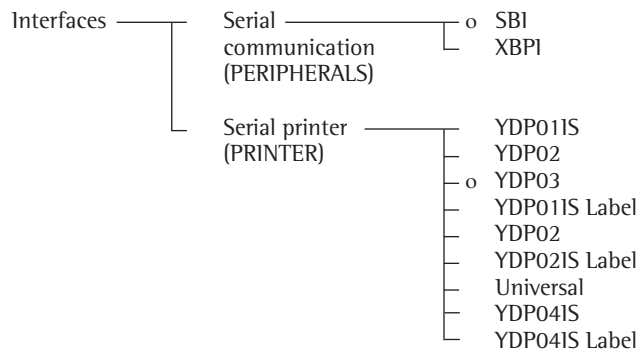 Interfaces Serial o SBI
communication XBPI
(PERIPHERALS)
Serial printer YDP01IS
(PRINTER) YDP02
o YDP03
YDP01IS Label
YDP02
YDP02IS Label
Universal
YDP04IS
YDP04IS Label